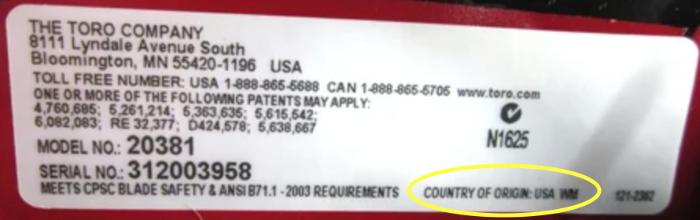 THE TORO COMPANY
8111 Lyndale Avenue South
Bloomington, MN 55420-1196 USA
TOLL FREE NUMBER: USA 1-888-865-5688 CAN 1-888-865-5705 www.toro.com
ONE OR MORE OF THE FOLLOWING PATENTS MAY APPLY:
4,760,685; 5,261,214; 5,363,635; 5,615,542;
6,082,083; RE 32,377; D424,578; 5,638,667
N1625
MODEL NO.: 20381
SERIAL NO.: 312003958
MEETS CPSC BLADE SAFETY & ANSI B71.1 - 2003 REQUIREMENTS COUNTRY OF ORIGIN: USA WM 121-2362